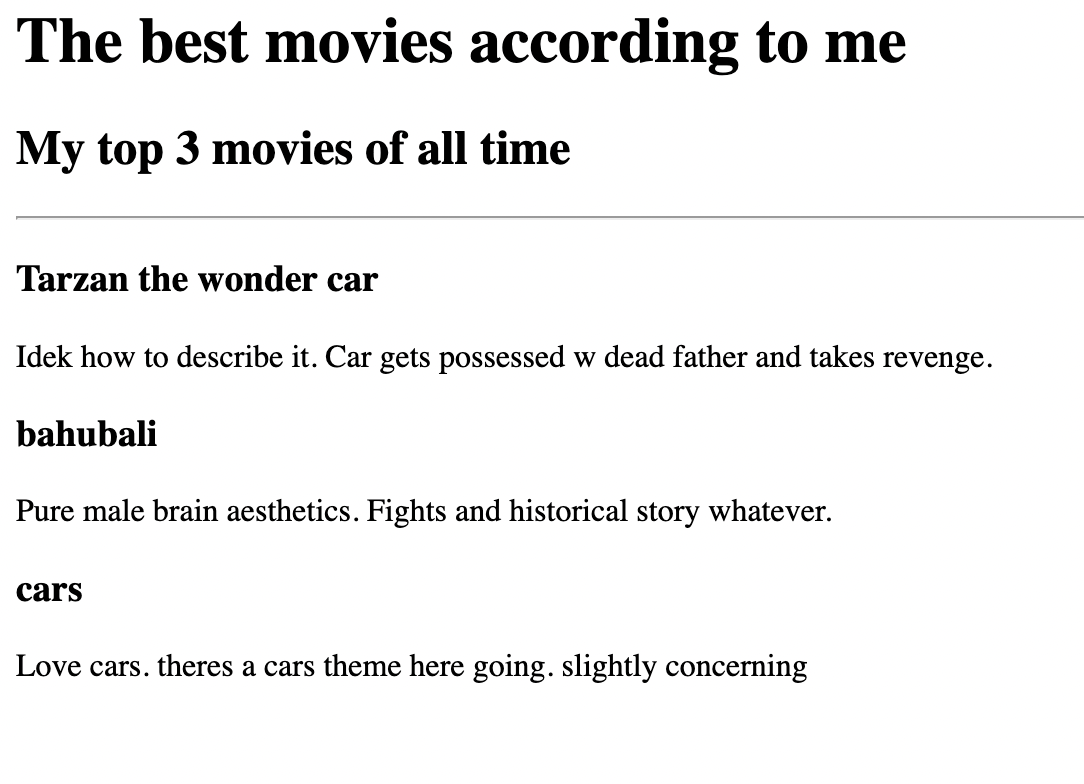 The best movies according to me
My top 3 movies of all time
Tarzan the wonder car
Idek how to describe it. Car gets possessed w dead father and takes revenge.
bahubali
Pure male brain aesthetics. Fights and historical story whatever.
cars
Love cars. theres a cars theme here going. slightly concerning